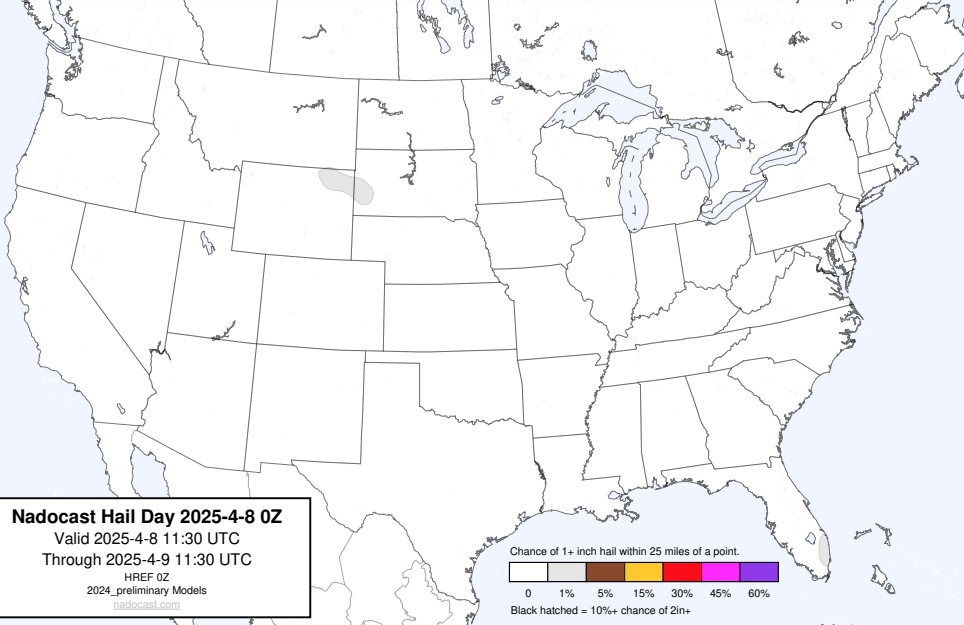 Nadocast Hail Day 2025-4-8 0Z
Valid 2025-4-8 11:30 UTC
Through 2025-4-9 11:30 UTC
HREF 0Z
2024_preliminary Models
nadocast.com
Chance of 1+ inch hail within 25 miles of a point.
0 1% 5% 15% 30% 45% 60%
Black hatched = 10%+ chance of 2in+